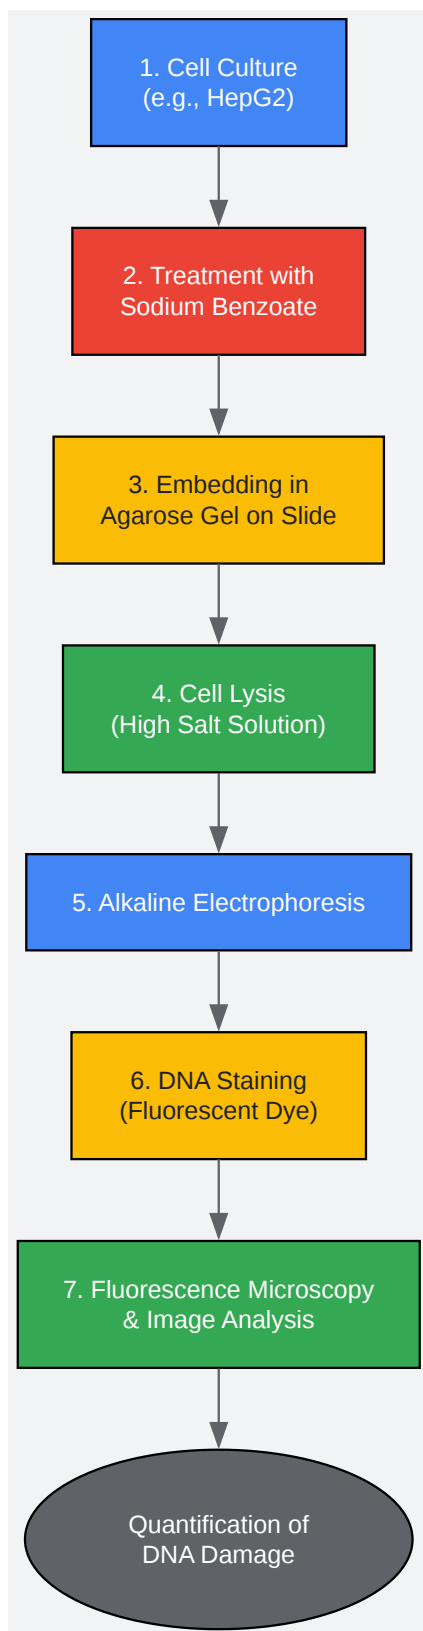 1. Cell Culture
(e.g., HepG2)
2. Treatment with
Sodium Benzoate
3. Embedding in
Agarose Gel on Slide
4. Cell Lysis
(High Salt Solution)
5. Alkaline Electrophoresis
6. DNA Staining
(Fluorescent Dye)
7. Fluorescence Microscopy
& Image Analysis
Quantification of
DNA Damage